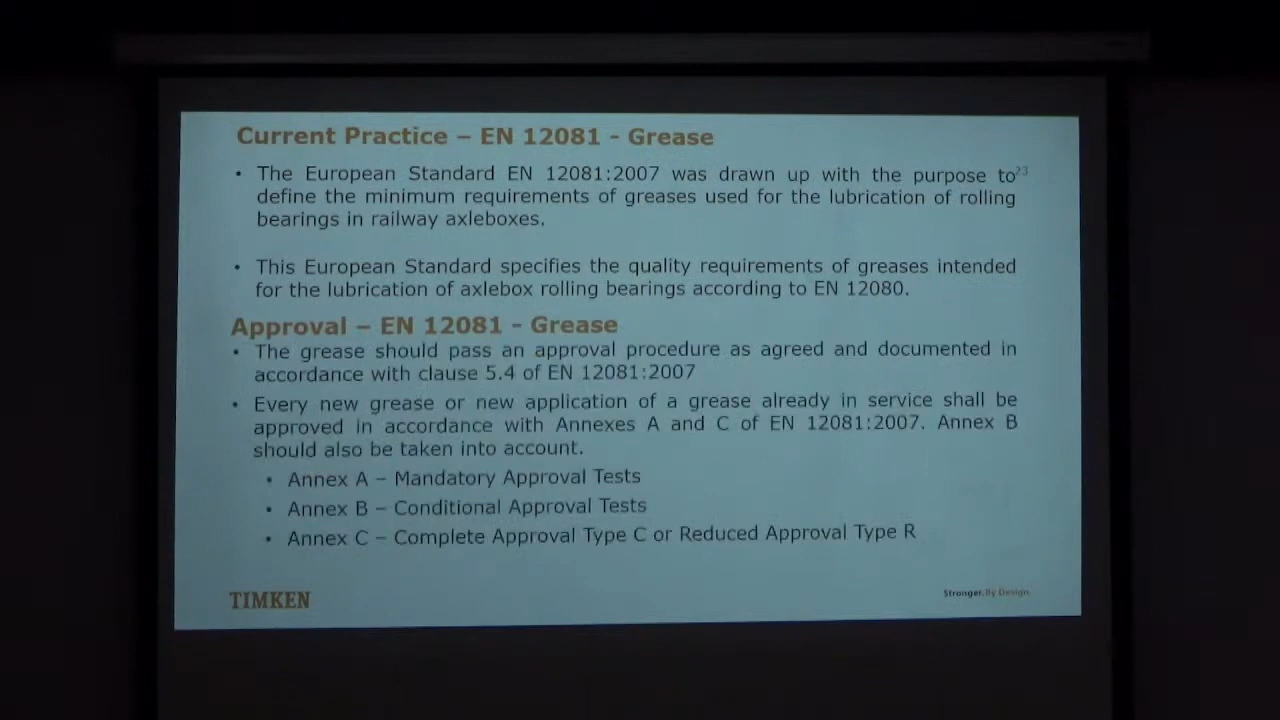 Current Practice – EN 12081 - Grease
• The European Standard EN 12081:2007 was drawn up with the purpose to 23
define the minimum requirements of greases used for the lubrication of rolling
bearings in railway axleboxes.
• This European Standard specifies the quality requirements of greases intended
for the lubrication of axlebox rolling bearings according to EN 12080.
Approval – EN 12081 - Grease
• The grease should pass an approval procedure as agreed and documented in
accordance with clause 5.4 of EN 12081:2007
• Every new grease or new application of a grease already in service shall be
approved in accordance with Annexes A and C of EN 12081:2007. Annex B
should also be taken into account.
• Annex A – Mandatory Approval Tests
• Annex B – Conditional Approval Tests
• Annex C – Complete Approval Type C or Reduced Approval Type R
TIMKEN
Stronger. By Design.